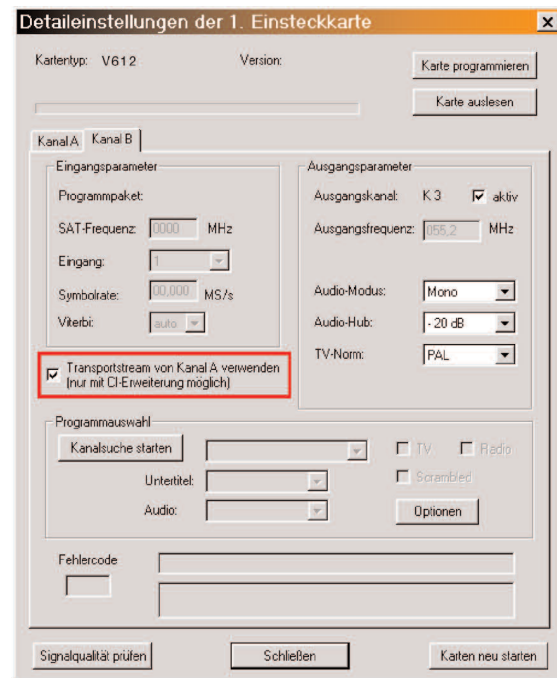 Detaileinstellungen der 1. Einsteckkarte
Kartentyp: V612 Version:
Karte programmieren
Karte auslesen
Kanal A Kanal B
Eingangsparameter
Programmpaket:
SAT-Frequenz: 0000 MHz
Eingang: 1
Symbolrate: 00,000 MS/s
Viterbi: auto
Transportstream von Kanal A verwenden
(nur mit CI-Erweiterung möglich)
Ausgangsparameter
Ausgangskanal: K 3 aktiv
Ausgangsfrequenz: 055,2 MHz
Audio-Modus: Mono
Audio-Hub: - 20 dB
TV-Norm: PAL
Programmauswahl
Kanalsuche starten TV Radio
Untertitel: Scrambled
Audio: Optionen
Fehlercode
Signalqualität prüfen Schließen Karten neu starten